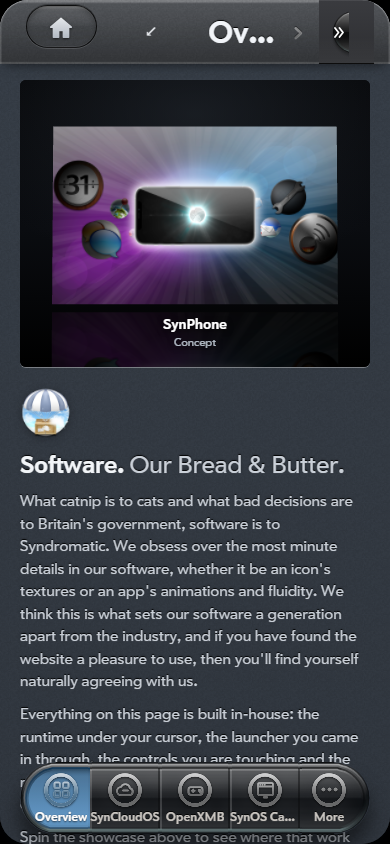 Ov...
31
SynPhone
Concept
Software. Our Bread & Butter.
What catnip is to cats and what bad decisions are
to Britain's government, software is to
Syndromatic. We obsess over the most minute
details in our software, whether it be an icon's
textures or an app's animations and fluidity. We
think this is what sets our software a generation
apart from the industry, and if you have found the
website a pleasure to use, then you'll find yourself
naturally agreeing with us.
Everything on this page is built in-house: the
runtime under your cursor, the launcher you came
in through, the controls you are touching and the
Overview SynCloudOS OpenXMB SynOS Ca... More
Spin the showcase above to see where that work